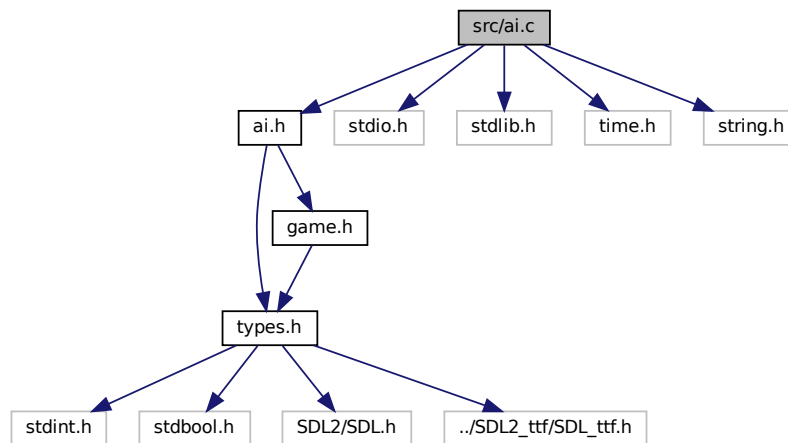 src/ai.c
ai.h
stdio.h
stdlib.h
time.h
string.h
game.h
types.h
stdint.h
stdbool.h
SDL2/SDL.h
../SDL2_ttf/SDL_ttf.h